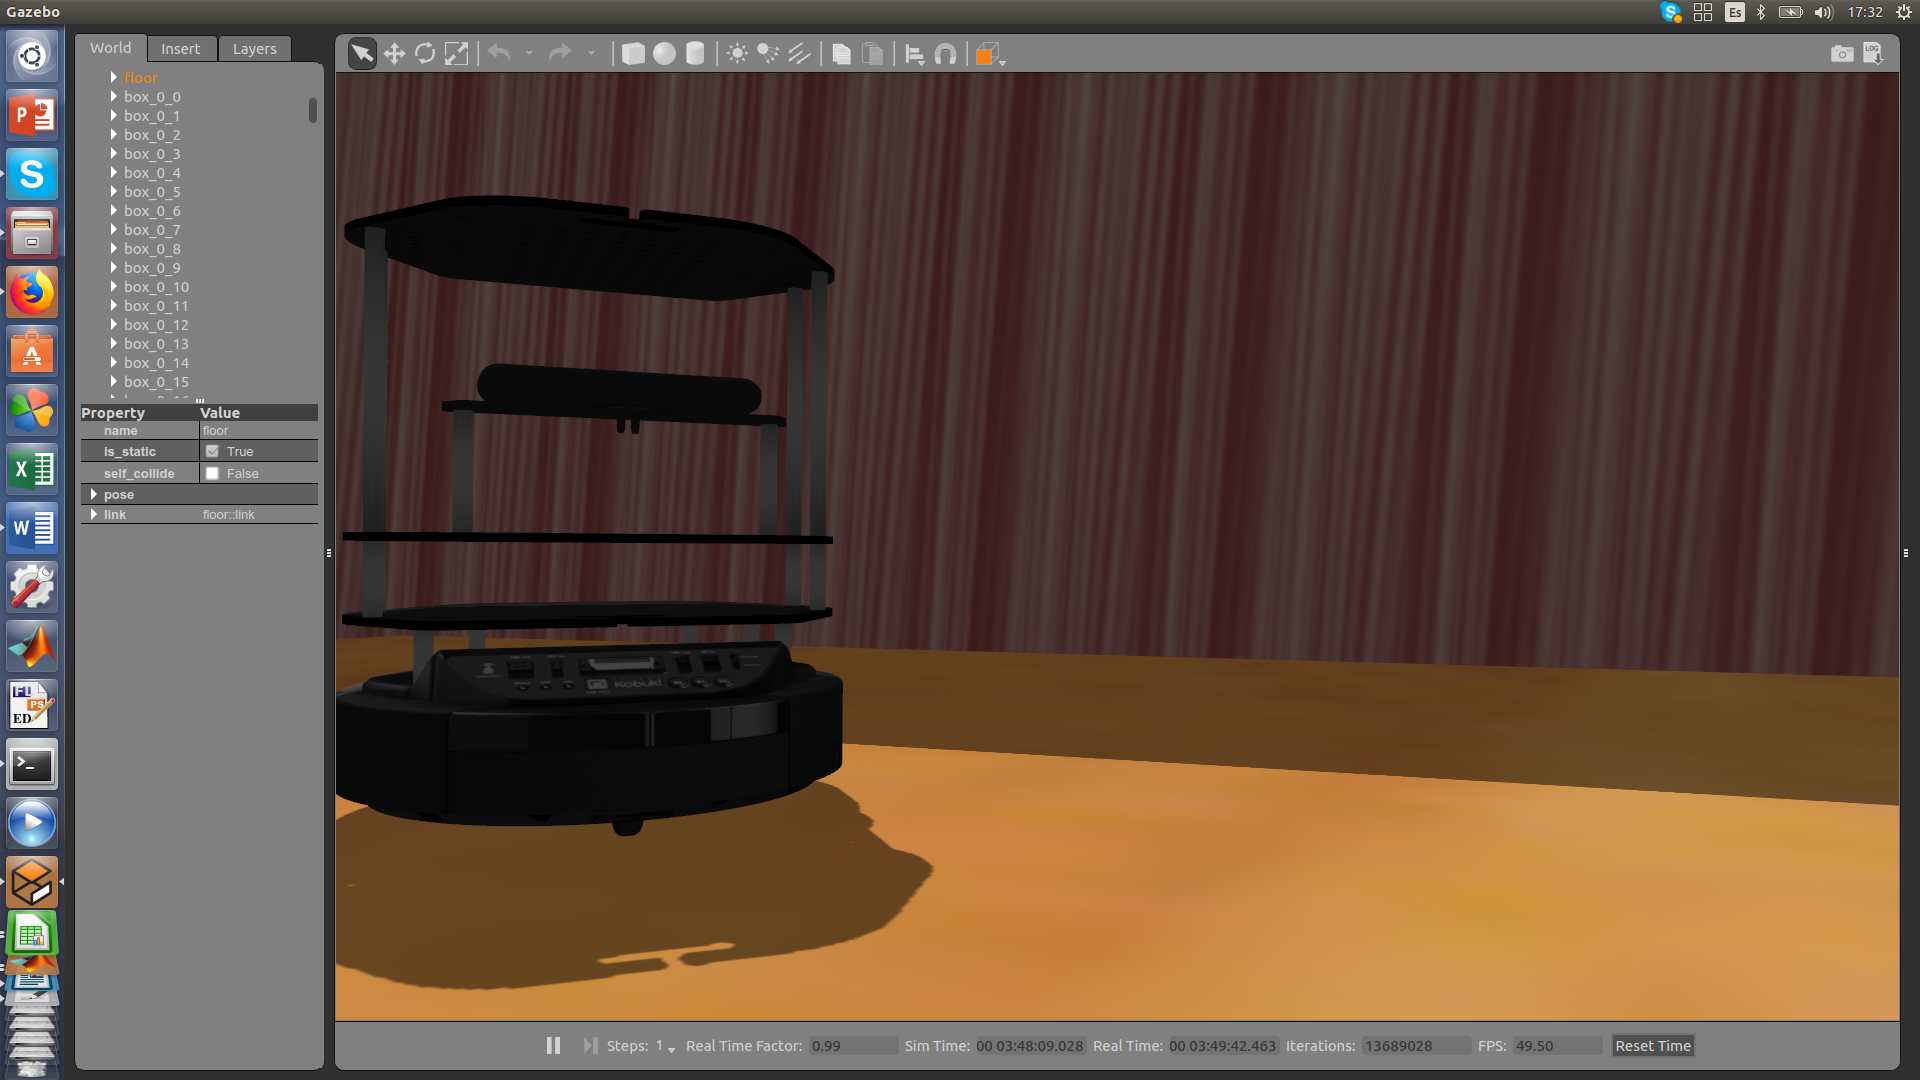 Gazebo
Es
17:32
World
Insert
Layers
LOG
floor
box_0_0
box_0_1
box_0_2
box_0_3
box_0_4
box_0_5
box_0_6
box_0_7
box_0_8
box_0_9
box_0_10
box_0_11
box_0_12
box_0_13
box_0_14
box_0_15
Property Value
name floor
is_static True
self_collide False
pose
link floor::link
Kobuki
Steps: 1 Real Time Factor: 0.99 Sim Time: 00 03:48:09.028 Real Time: 00 03:49:42.463 Iterations: 13689028 FPS: 49.50 Reset Time